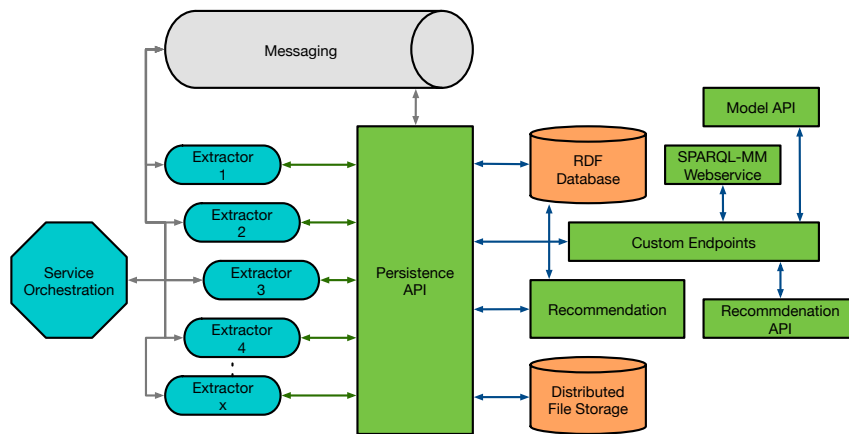 Messaging
Model API
Extractor
1
RDF
Database
SPARQL-MM
Webservice
Extractor
2
Custom Endpoints
Service
Orchestration
Extractor
3
Persistence
API
Recommendation
Recommdenation
API
Extractor
4
Extractor
x
Distributed
File Storage